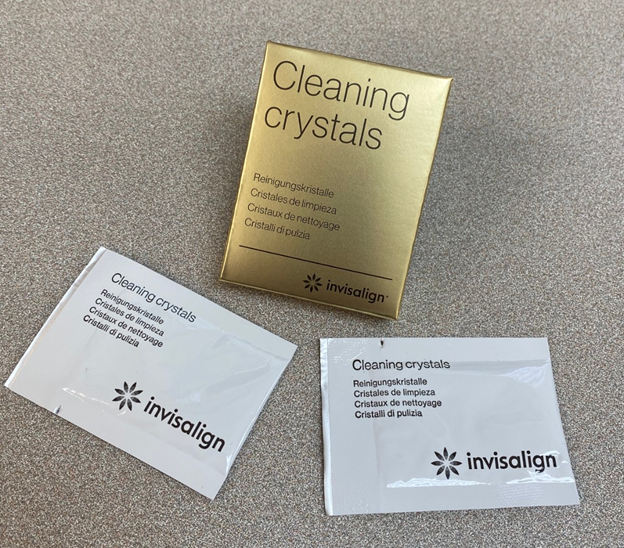 Cleaning
crystals
Reinigungskristalle
Cristales de limpieza
Cristaux de nettoyage
Cristalli di pulizia
invisalign
Cleaning crystals
Reinigungskristalle
Cristales de limpieza
Cristaux de nettoyage
Cristalli di pulizia
invisalign
Cleaning crystals
Reinigungskristalle
Cristales de limpieza
Cristaux de nettoyage
Cristalli di pulizia
invisalign